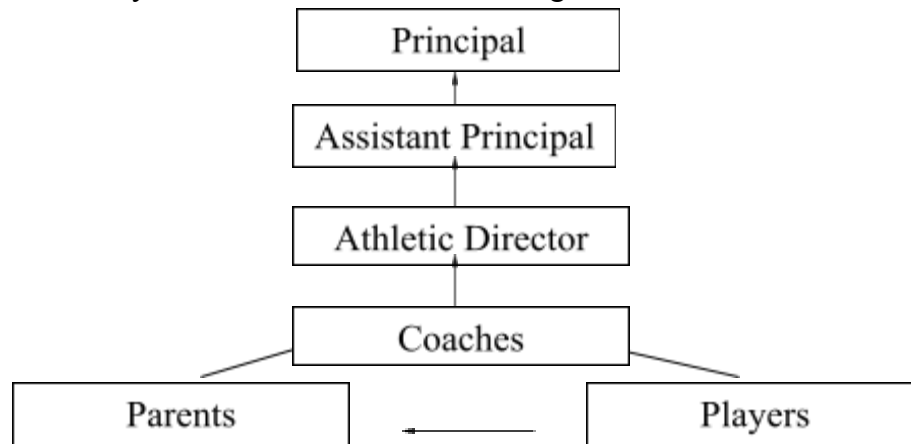 Principal
Assistant Principal
Athletic Director
Coaches
Parents
Players